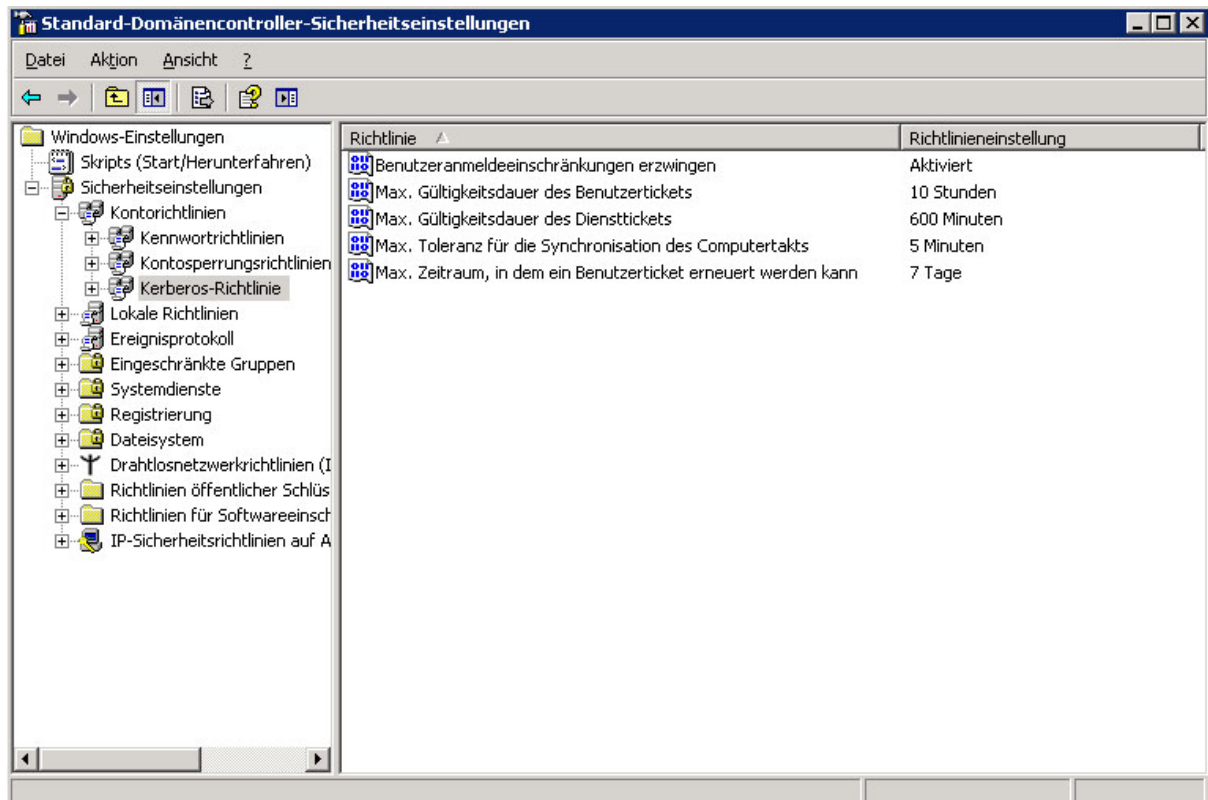 Standard-Domänencontroller-Sicherheitseinstellungen
Datei Aktion Ansicht ?
Windows-Einstellungen
Skripts (Start/Herunterfahren)
Sicherheitseinstellungen
Kontorichtlinien
Kennwortrichtlinien
Kontosperrungsrichtlinien
Kerberos-Richtlinie
Lokale Richtlinien
Ereignisprotokoll
Eingeschränkte Gruppen
Systemdienste
Registrierung
Dateisystem
Drahtlosnetzwerkrichtlinien (I
Richtlinien öffentlicher Schlüs
Richtlinien für Softwareeinsch
IP-Sicherheitsrichtlinien auf A
Richtlinie Richtlinieneinstellung
Benutzeranmeldeeinschränkungen erzwingen Aktiviert
Max. Gültigkeitsdauer des Benutzertickets 10 Stunden
Max. Gültigkeitsdauer des Diensttickets 600 Minuten
Max. Toleranz für die Synchronisation des Computertakts 5 Minuten
Max. Zeitraum, in dem ein Benutzerticket erneuert werden kann 7 Tage